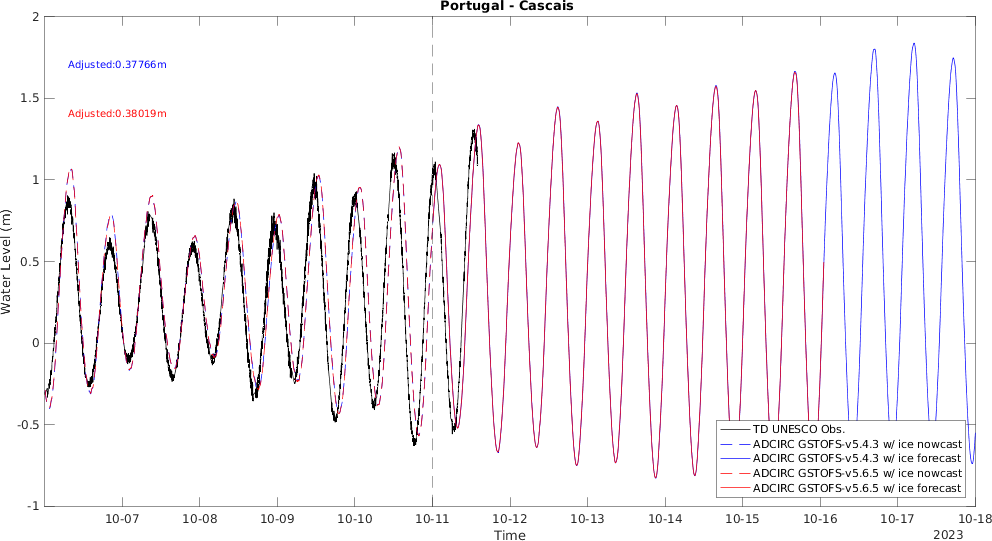 Portugal - Cascais
2
1.5
1
0.5
0
-0.5
-1
Water Level (m)
Adjusted:0.37766m
Adjusted:0.38019m
TD UNESCO Obs.
ADCIRC GSTOFS-v5.4.3 w/ ice nowcast
ADCIRC GSTOFS-v5.4.3 w/ ice forecast
ADCIRC GSTOFS-v5.6.5 w/ ice nowcast
ADCIRC GSTOFS-v5.6.5 w/ ice forecast
10-07 10-08 10-09 10-10 10-11 10-12 10-13 10-14 10-15 10-16 10-17 10-18
Time
2023